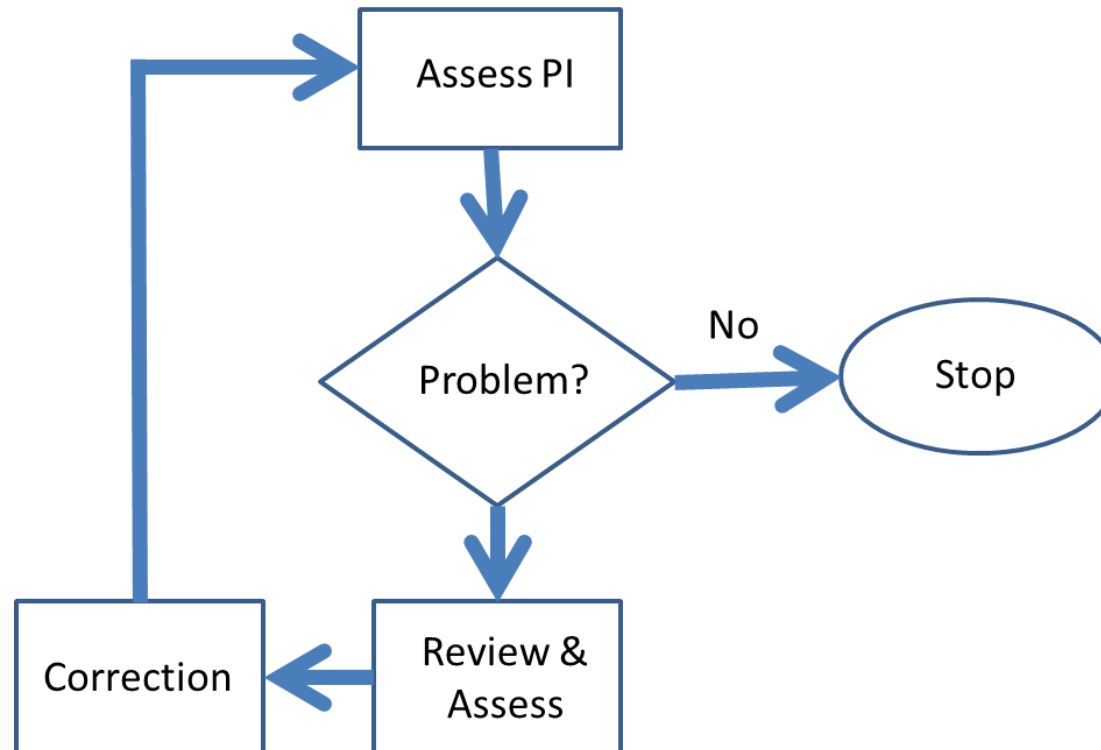 Assess PI
No
Problem?
Stop
Correction
Review &
Assess